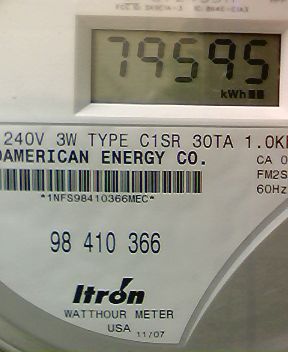 79595
kWh
240V 3W TYPE C1SR 30TA 1.0K
AMERICAN ENERGY CO.
CA 0
FM2S
60Hz
*1NFS98410366MEC*
98 410 366
Itron
WATTHOUR METER
USA 11/07